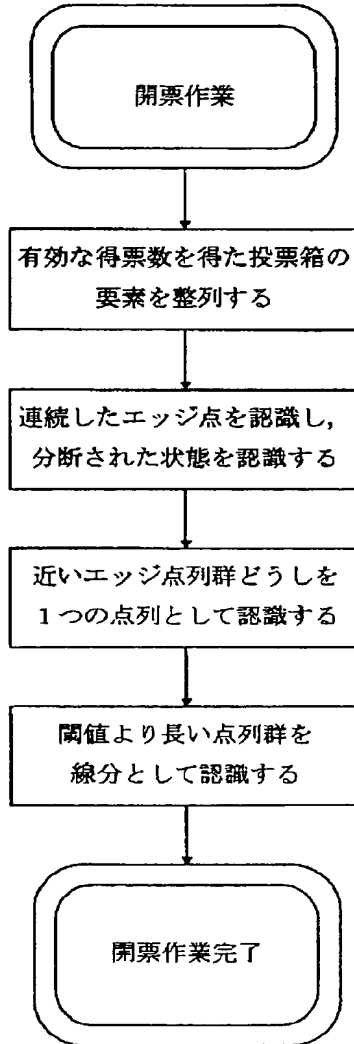 開票作業
有効な得票数を得た投票箱の
要素を整列する
連続したエッジ点を認識し,
分断された状態を認識する
近いエッジ点列群どうしを
1つの点列として認識する
閾値より長い点列群を
線分として認識する
開票作業完了